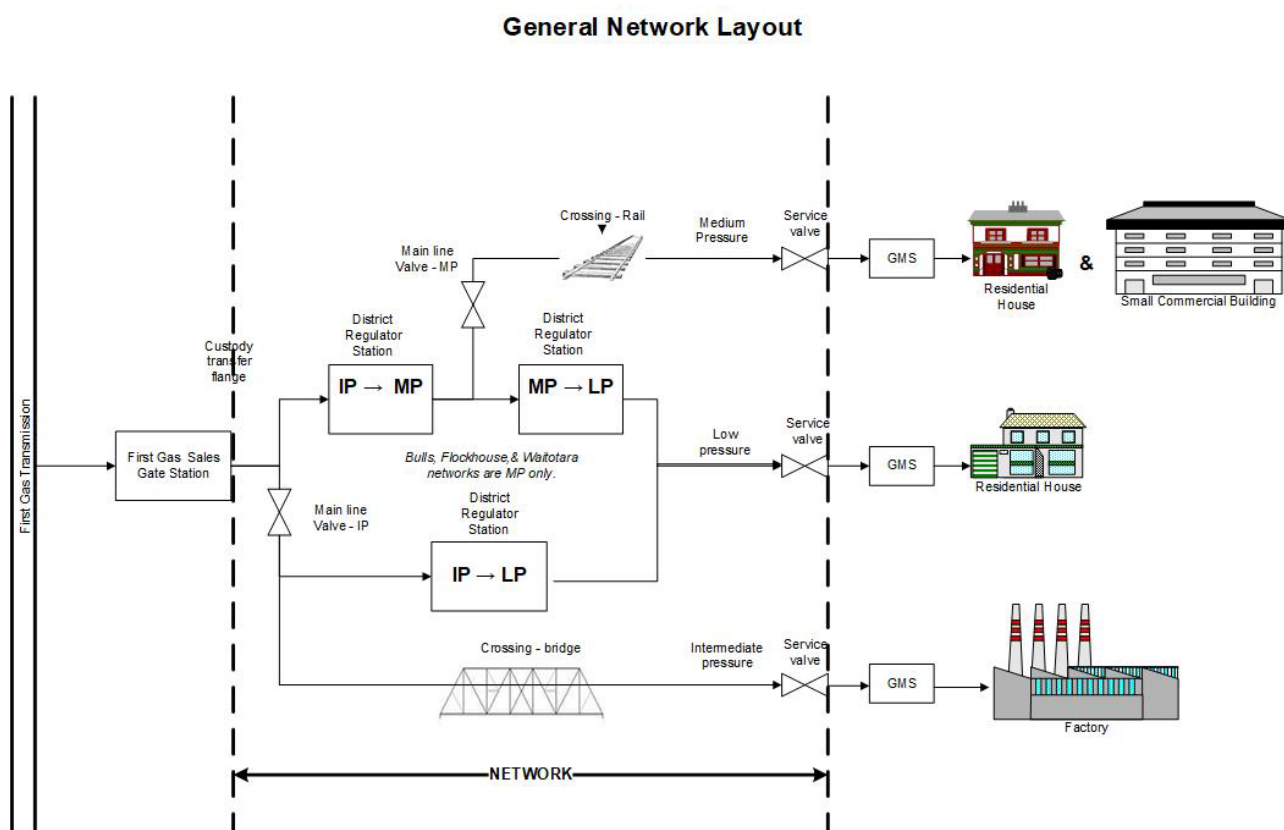 General Network Layout
Crossing - Rail
Medium
Pressure
Service
valve
Main line
Valve - MP
GMS
&
Residential
House
Small Commercial Building
District
Regulator
Station
District
Regulator
Station
Custody
transfer
flange
IP → MP
MP → LP
First Gas Transmission
First Gas Sales
Gate Station
Bulls, Flockhouse,& Waitotara
networks are MP only.
Low
pressure
Service
valve
GMS
Residential House
Main line
Valve - IP
District
Regulator
Station
IP → LP
Crossing - bridge
Intermediate
pressure
Service
valve
GMS
Factory
NETWORK